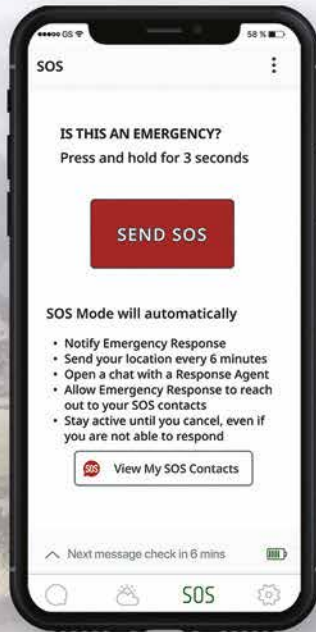 GS 58 %
SOS
IS THIS AN EMERGENCY?
Press and hold for 3 seconds
SEND SOS
SOS Mode will automatically
• Notify Emergency Response
• Send your location every 6 minutes
• Open a chat with a Response Agent
• Allow Emergency Response to reach
out to your SOS contacts
• Stay active until you cancel, even if
you are not able to respond
SOS View My SOS Contacts
Next message check in 6 mins
SOS